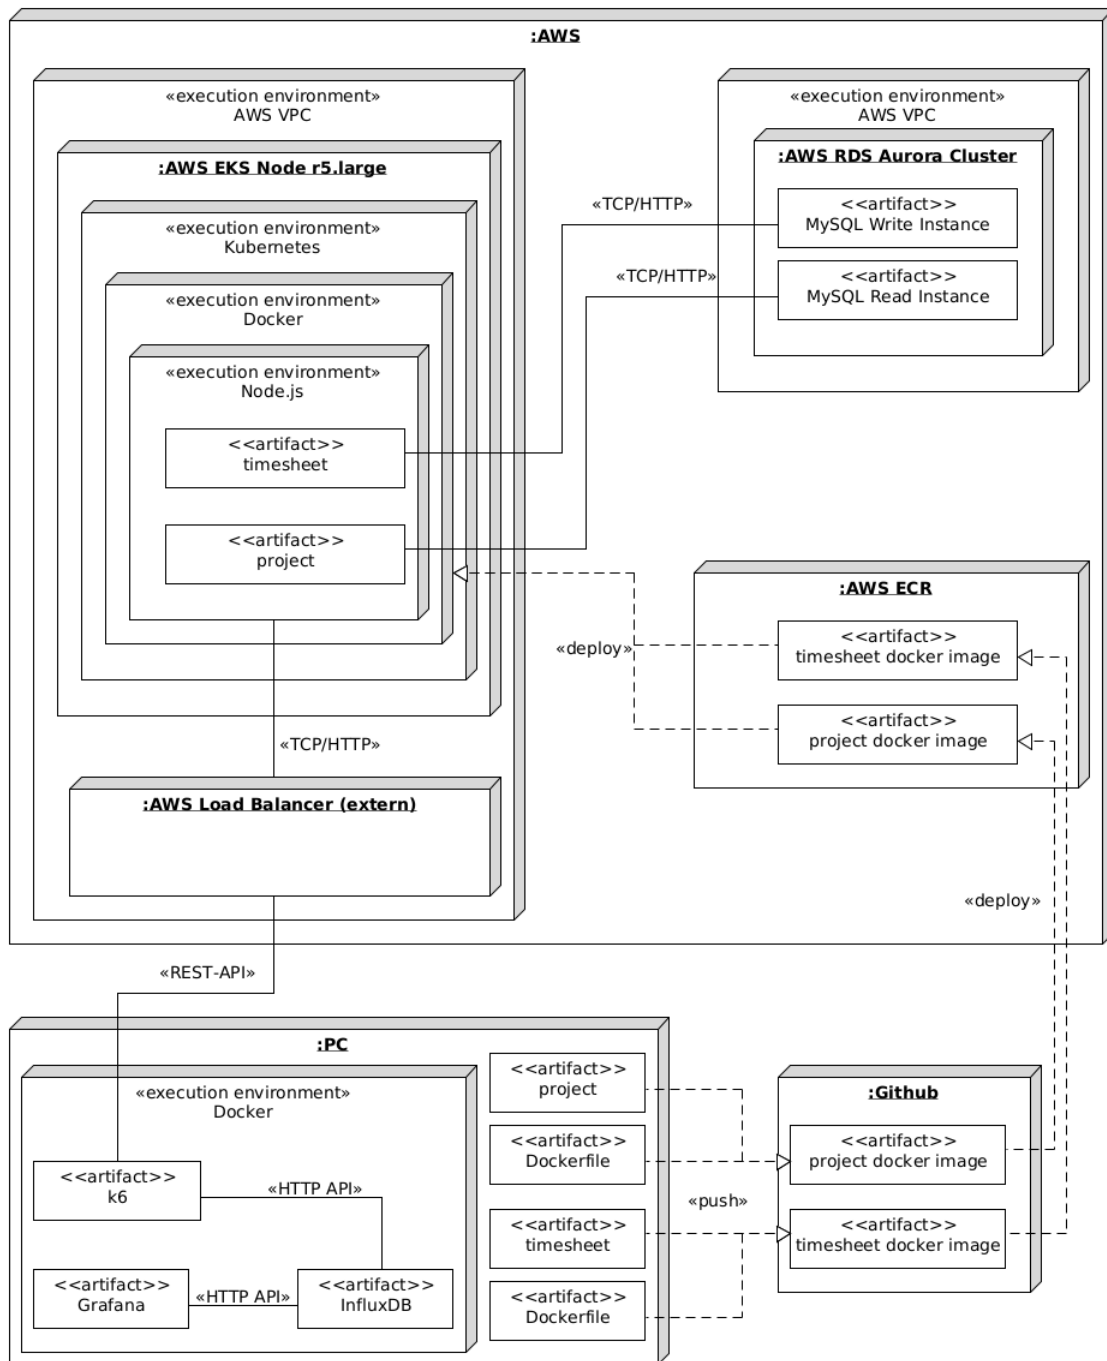 :AWS
«execution environment»
AWS VPC
:AWS EKS Node r5.large
«execution environment»
Kubernetes
«execution environment»
Docker
«execution environment»
Node.js
<<artifact>>
timesheet
<<artifact>>
project
«TCP/HTTP»
:AWS Load Balancer (extern)
«TCP/HTTP»
«TCP/HTTP»
«execution environment»
AWS VPC
:AWS RDS Aurora Cluster
<<artifact>>
MySQL Write Instance
<<artifact>>
MySQL Read Instance
:AWS ECR
<<artifact>>
timesheet docker image
<<artifact>>
project docker image
«deploy»
«deploy»
«REST-API»
:PC
«execution environment»
Docker
<<artifact>>
k6
«HTTP API»
<<artifact>>
Grafana
«HTTP API»
<<artifact>>
InfluxDB
<<artifact>>
project
<<artifact>>
Dockerfile
<<artifact>>
timesheet
<<artifact>>
Dockerfile
«push»
:Github
<<artifact>>
project docker image
<<artifact>>
timesheet docker image